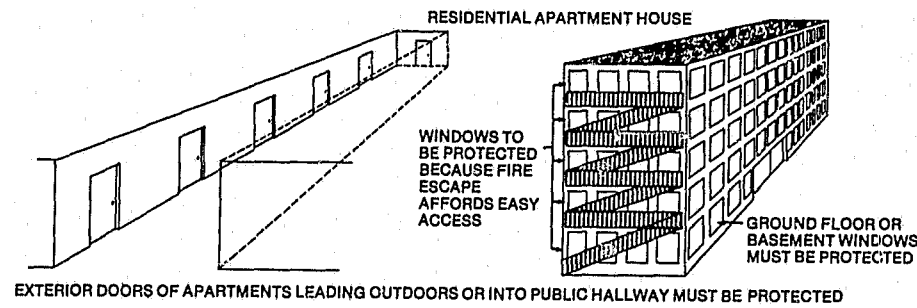 RESIDENTIAL APARTMENT HOUSE
WINDOWS TO
BE PROTECTED
BECAUSE FIRE
ESCAPE
AFFORDS EASY
ACCESS
GROUND FLOOR OR
BASEMENT WINDOWS
MUST BE PROTECTED
EXTERIOR DOORS OF APARTMENTS LEADING OUTDOORS OR INTO PUBLIC HALLWAY MUST BE PROTECTED